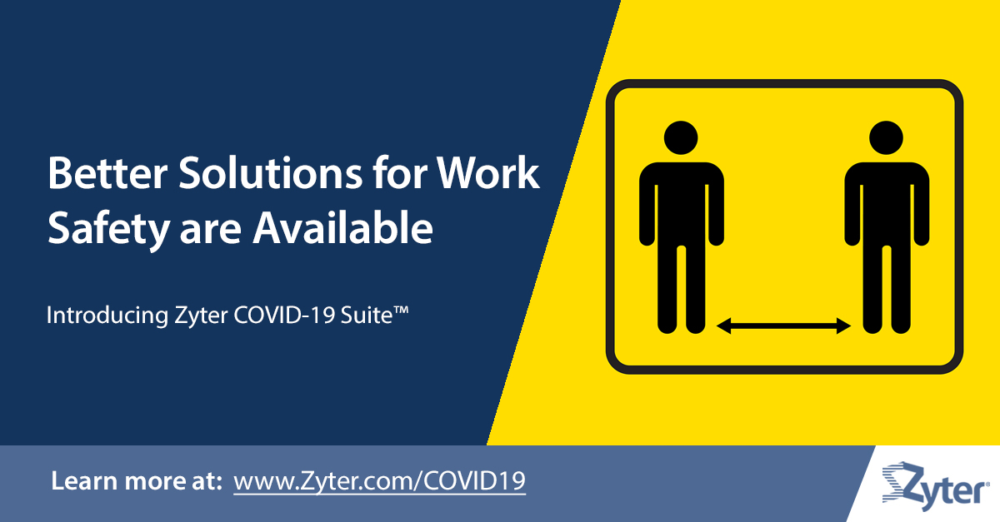 Better Solutions for Work
Safety are Available
Introducing Zyter COVID-19 Suite™
Learn more at: www.Zyter.com/COVID19
Zyter®